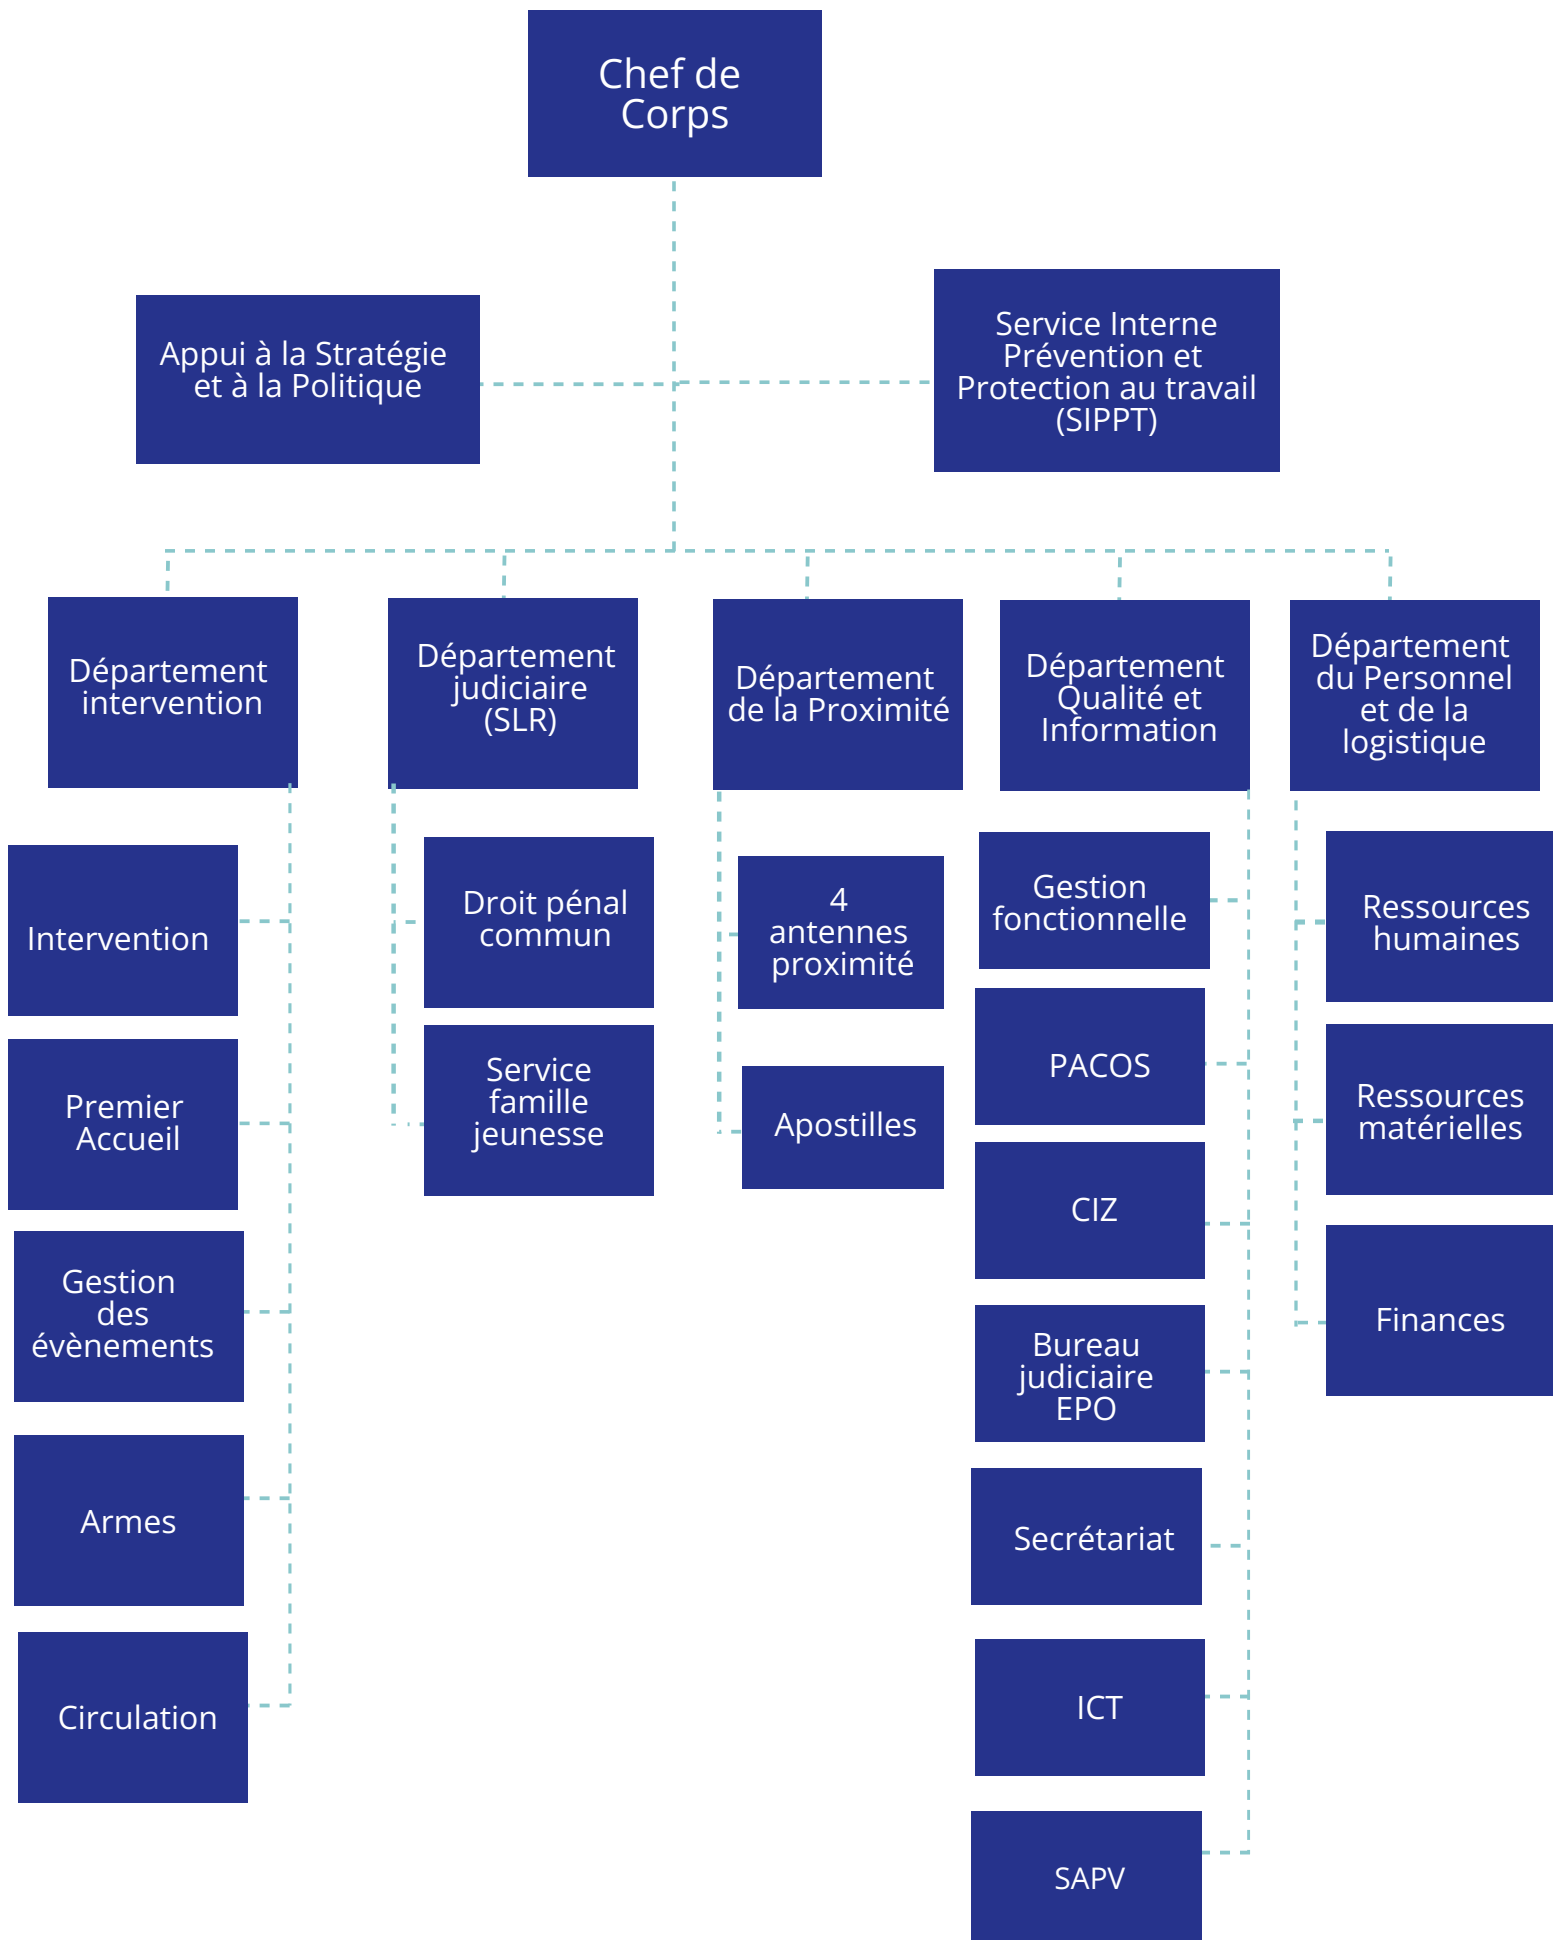 Chef de
Corps
Appui à la Stratégie
et à la Politique
Service Interne
Prévention et
Protection au travail
(SIPPT)
Département
intervention
Département
judiciaire
(SLR)
Département
de la Proximité
Département
Qualité et
Information
Département
du Personnel
et de la
logistique
Intervention
Premier
Accueil
Gestion
des
évènements
Armes
Circulation
Droit pénal
commun
Service
famille
jeunesse
4
antennes
proximité
Apostilles
Gestion
fonctionnelle
PACOS
CIZ
Bureau
judiciaire
EPO
Secrétariat
ICT
SAPV
Ressources
humaines
Ressources
matérielles
Finances